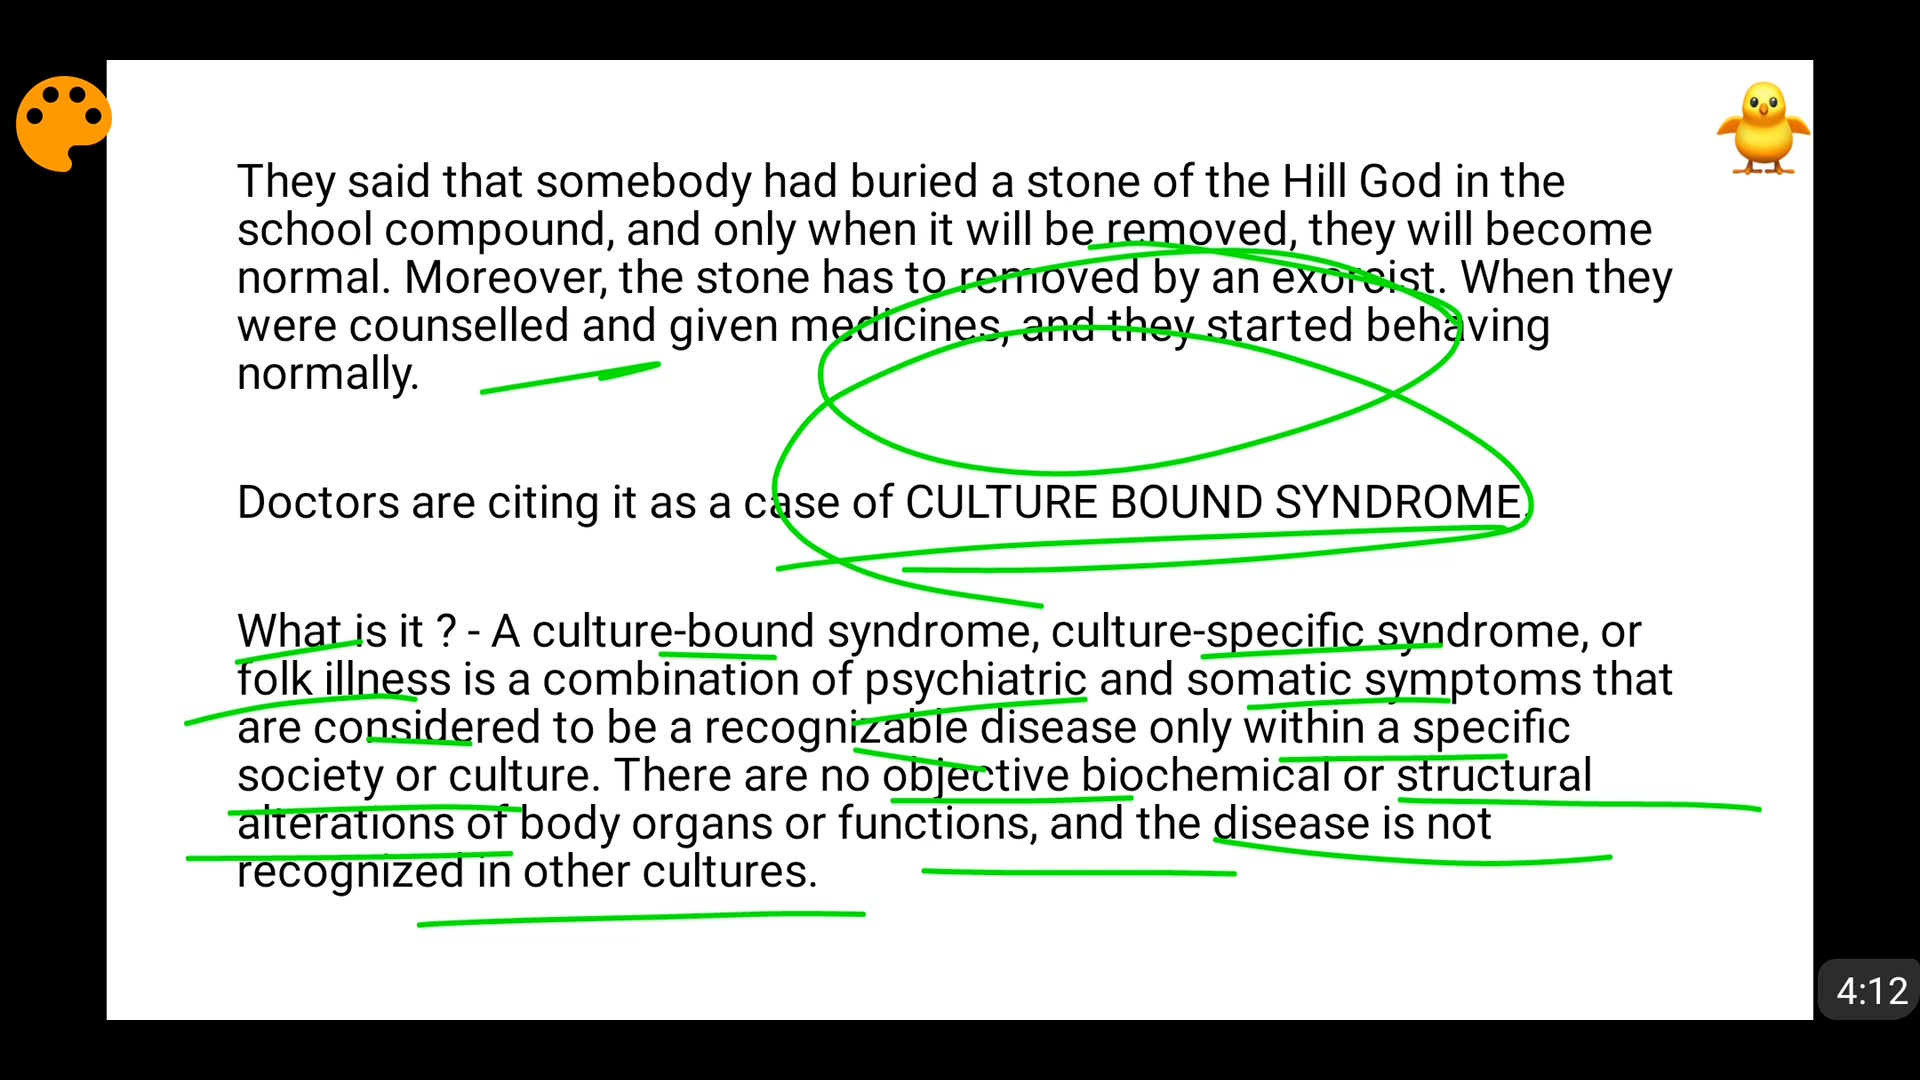 They said that somebody had buried a stone of the Hill God in the
school compound, and only when it will be removed, they will become
normal. Moreover, the stone has to removed by an exorcist. When they
were counselled and given medicines, and they started behaving
normally.
Doctors are citing it as a case of CULTURE BOUND SYNDROME.
What is it ? - A culture-bound syndrome, culture-specific syndrome, or
folk illness is a combination of psychiatric and somatic symptoms that
are considered to be a recognizable disease only within a specific
society or culture. There are no objective biochemical or structural
alterations of body organs or functions, and the disease is not
recognized in other cultures.
4:12